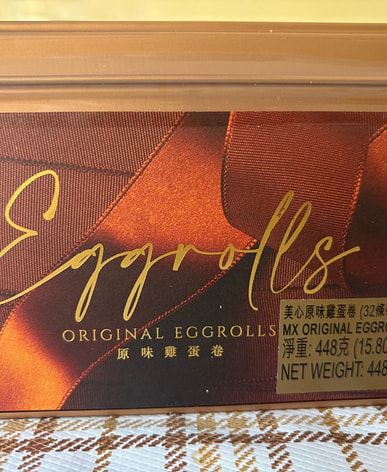 Eggrolls
ORIGINAL EGGROLLS
原味雞蛋卷
美心原味雞蛋卷 (32條
MX ORIGINAL EGGRO
淨重: 448克 (15.80
NET WEIGHT: 448